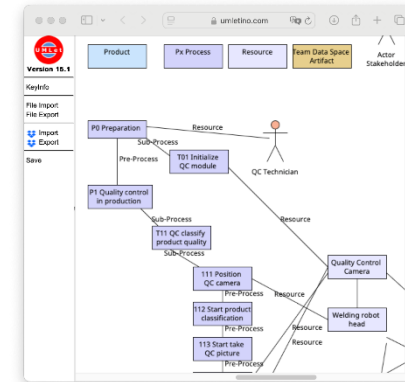 umletino.com
UMLet
Version 15.1
KeyInfo
File Import
File Export
Import
Export
Save
Product
Px Process
Resource
Team Data Space
Artifact
Actor
Stakeholder
P0 Preparation
Resource
Sub-Process
Pre-Process
T01 Initialize
QC module
QC Technician
P1 Quality control
in production
Sub-Process
Resource
T11 QC classify
product quality
Sub-Process
111 Position
QC camera
Quality Control
Camera
Pre-Process
Resource
112 Start product
classification
Welding robot
head
Pre-Process
Resource
113 Start take
QC picture
Resource
Pre-Process